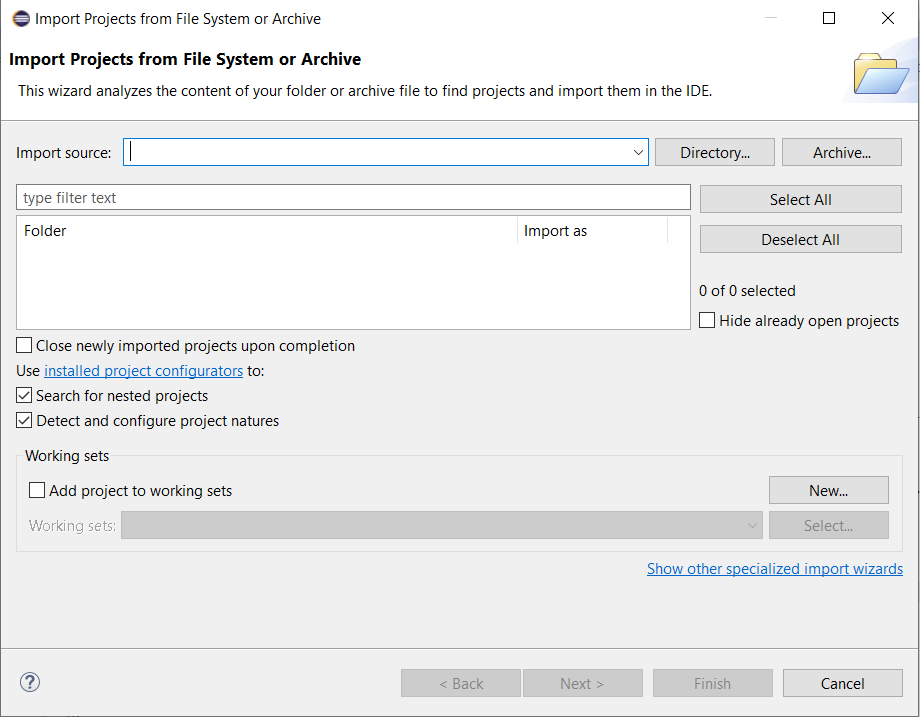 Import Projects from File System or Archive
Import Projects from File System or Archive
This wizard analyzes the content of your folder or archive file to find projects and import them in the IDE.
Import source: Directory... Archive...
type filter text Select All
Folder Import as
Deselect All
0 of 0 selected
Hide already open projects
Close newly imported projects upon completion
Use installed project configurators to:
Search for nested projects
Detect and configure project natures
Working sets
Add project to working sets New...
Working sets: Select...
Show other specialized import wizards
? < Back Next > Finish Cancel